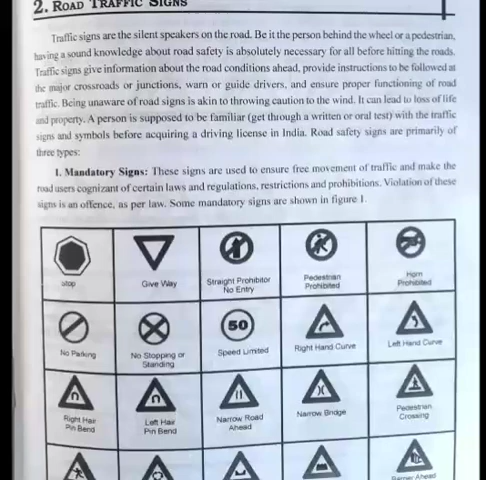 2. ROAD TRAFFIC SIGNS
Traffic signs are the silent speakers on the road. Be it the person behind the wheel or a pedestrian,
having a sound knowledge about road safety is absolutely necessary for all before hitting the roads.
Traffic signs give information about the road conditions ahead, provide instructions to be followed at
the major crossroads or junctions, warn or guide drivers, and ensure proper functioning of road
traffic. Being unaware of road signs is akin to throwing caution to the wind. It can lead to loss of life
and property. A person is supposed to be familiar (get through a written or oral test) with the traffic
signs and symbols before acquiring a driving license in India. Road safety signs are primarily of
three types:
1. Mandatory Signs: These signs are used to ensure free movement of traffic and make the
road users cognizant of certain laws and regulations, restrictions and prohibitions. Violation of these
signs is an offence, as per law. Some mandatory signs are shown in figure 1.
stop
Give Way
Straight Prohibitor
No Entry
Pedestrian
Prohibited
Horn
Prohibited
No Parking
No Stopping or
Standing
50
Speed Limited
Right Hand Curve
Left Hand Curve
Right Hair
Pin Bend
Left Hair
Pin Bend
Narrow Road
Ahead
Narrow Bridge
Pedestrian
Crossing
Barrier Ahead